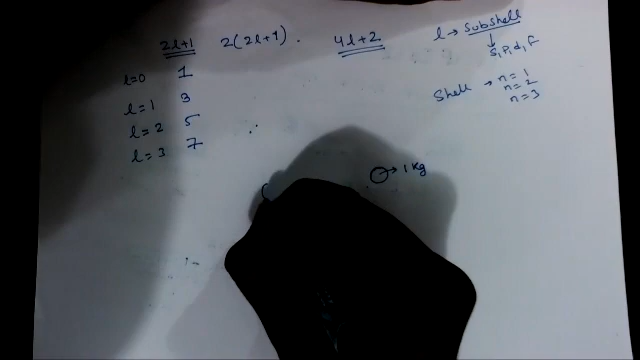 2l+1 2(2l+1). 4l+2 l → Subshell
↓
S, P, d, F
l=0 1
l=1 3
l=2 5
l=3 7
Shell → n=1
n=2
n=3
→ 1 Kg